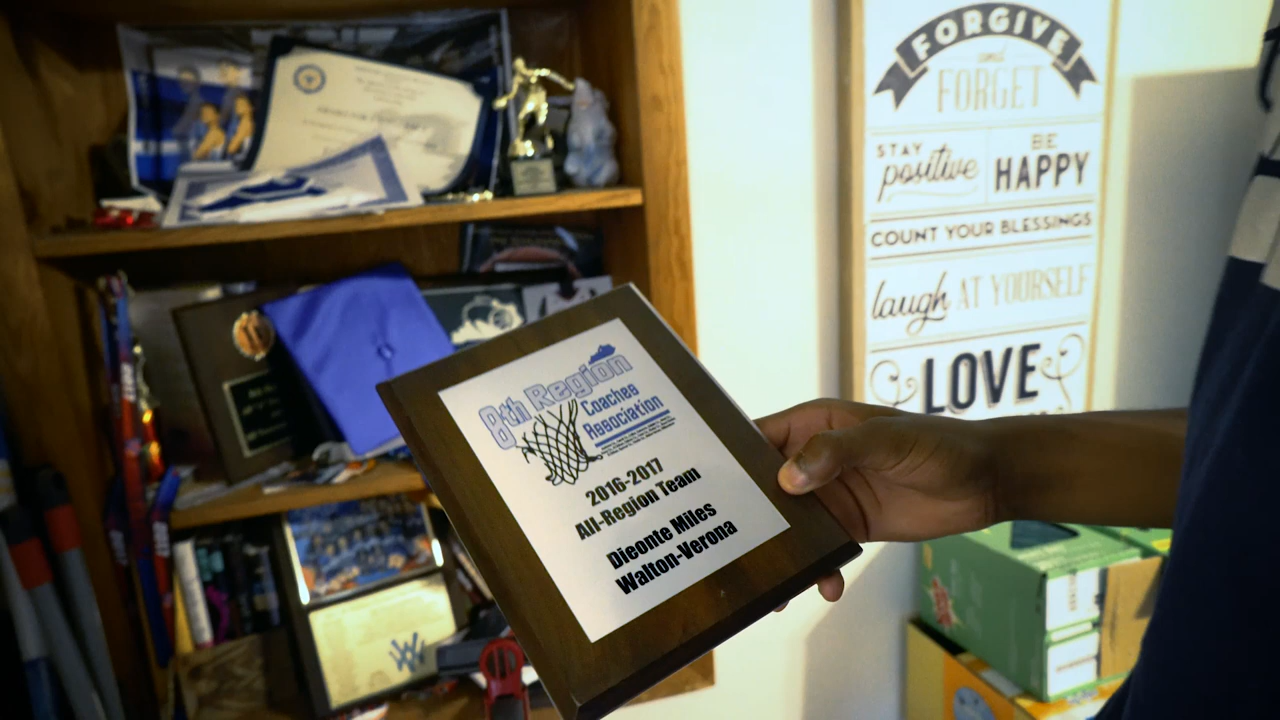 8th Region
Coaches
Association
2016-2017
All-Region Team
Dieonte Miles
Walton-Verona
FORGIVE
and
FORGET
STAY
positive
BE
HAPPY
COUNT YOUR BLESSINGS
laugh AT YOURSELF
LOVE